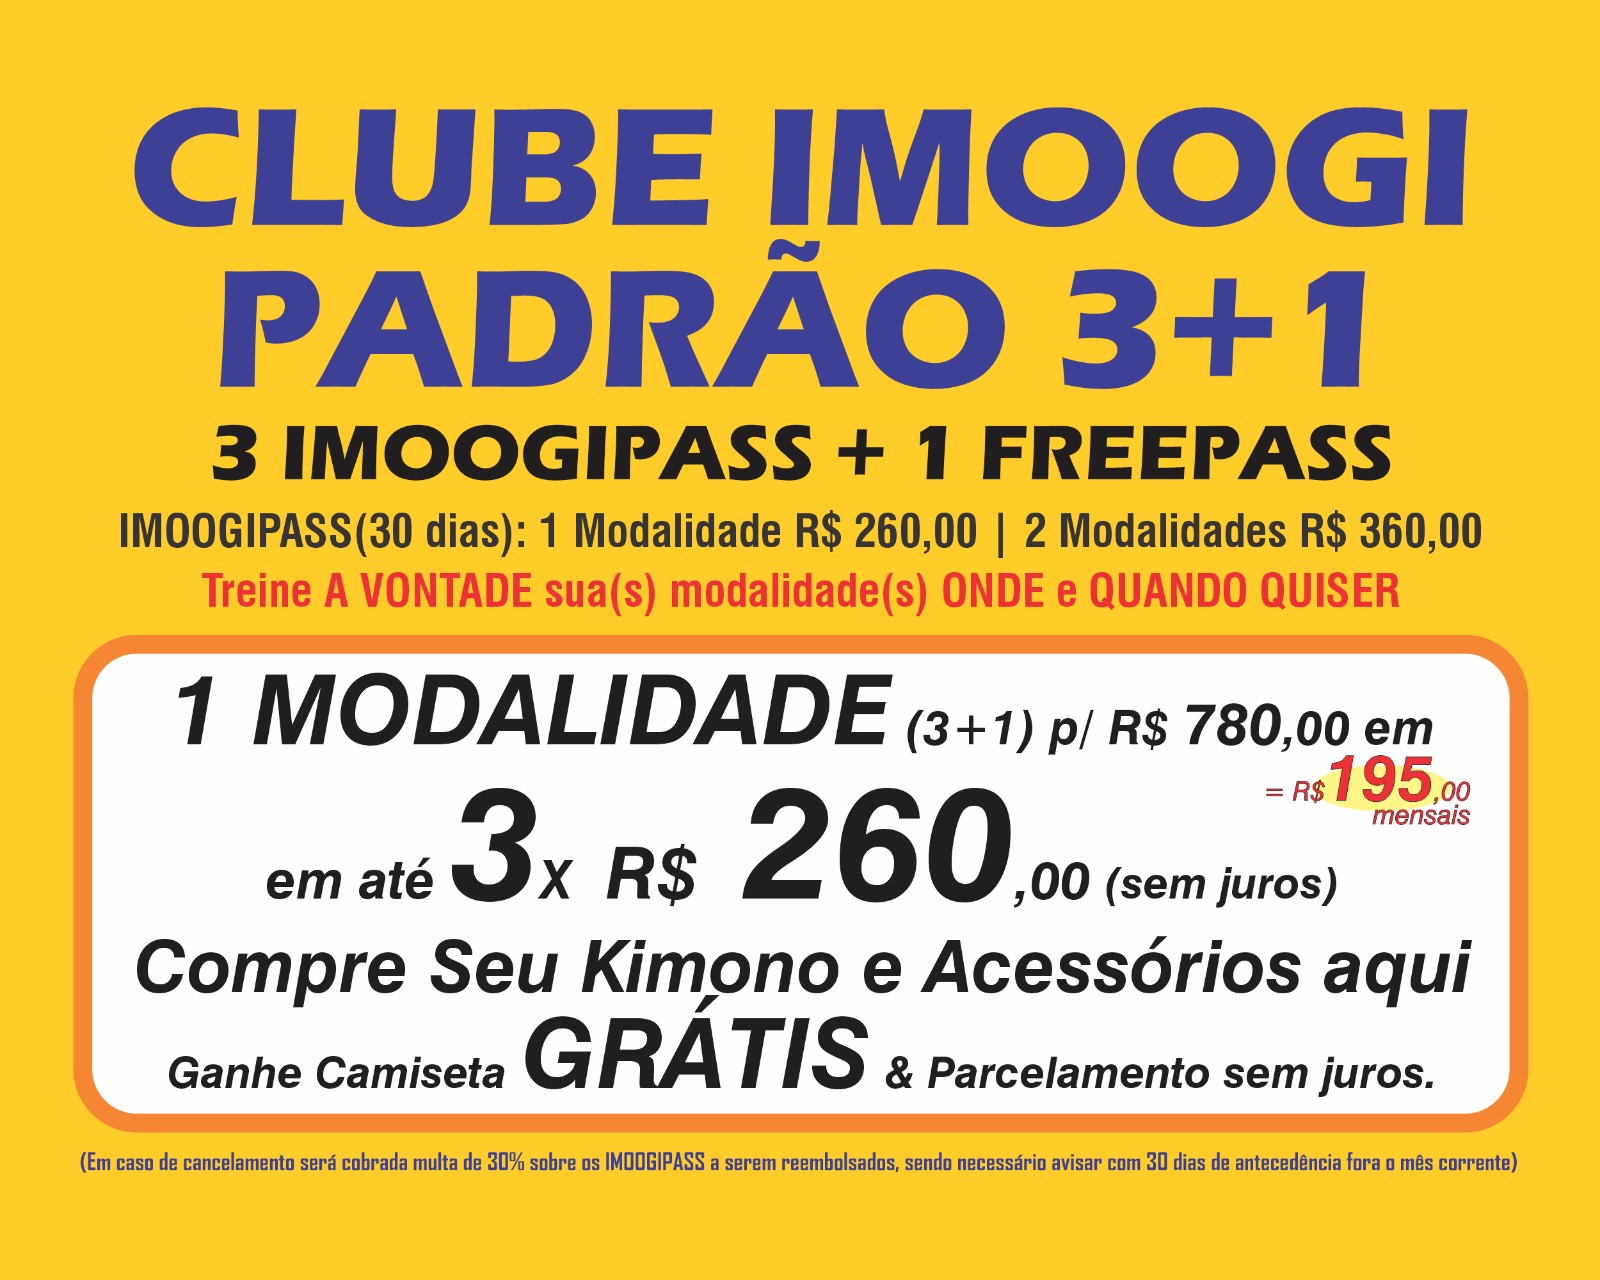 CLUBE IMOOGI
PADRÃO 3+1
3 IMOOGIPASS + 1 FREEPASS
IMOOGIPASS(30 dias): 1 Modalidade R$ 260,00 | 2 Modalidades R$ 360,00
Treine A VONTADE sua(s) modalidade(s) ONDE e QUANDO QUISER
1 MODALIDADE (3+1) p/ R$ 780,00 em
= R$195,00
mensais
em até 3x R$ 260,00 (sem juros)
Compre Seu Kimono e Acessórios aqui
Ganhe Camiseta GRÁTIS & Parcelamento sem juros.
(Em caso de cancelamento será cobrada multa de 30% sobre os IMOOGIPASS a serem reembolsados, sendo necessário avisar com 30 dias de antecedência fora o mês corrente)